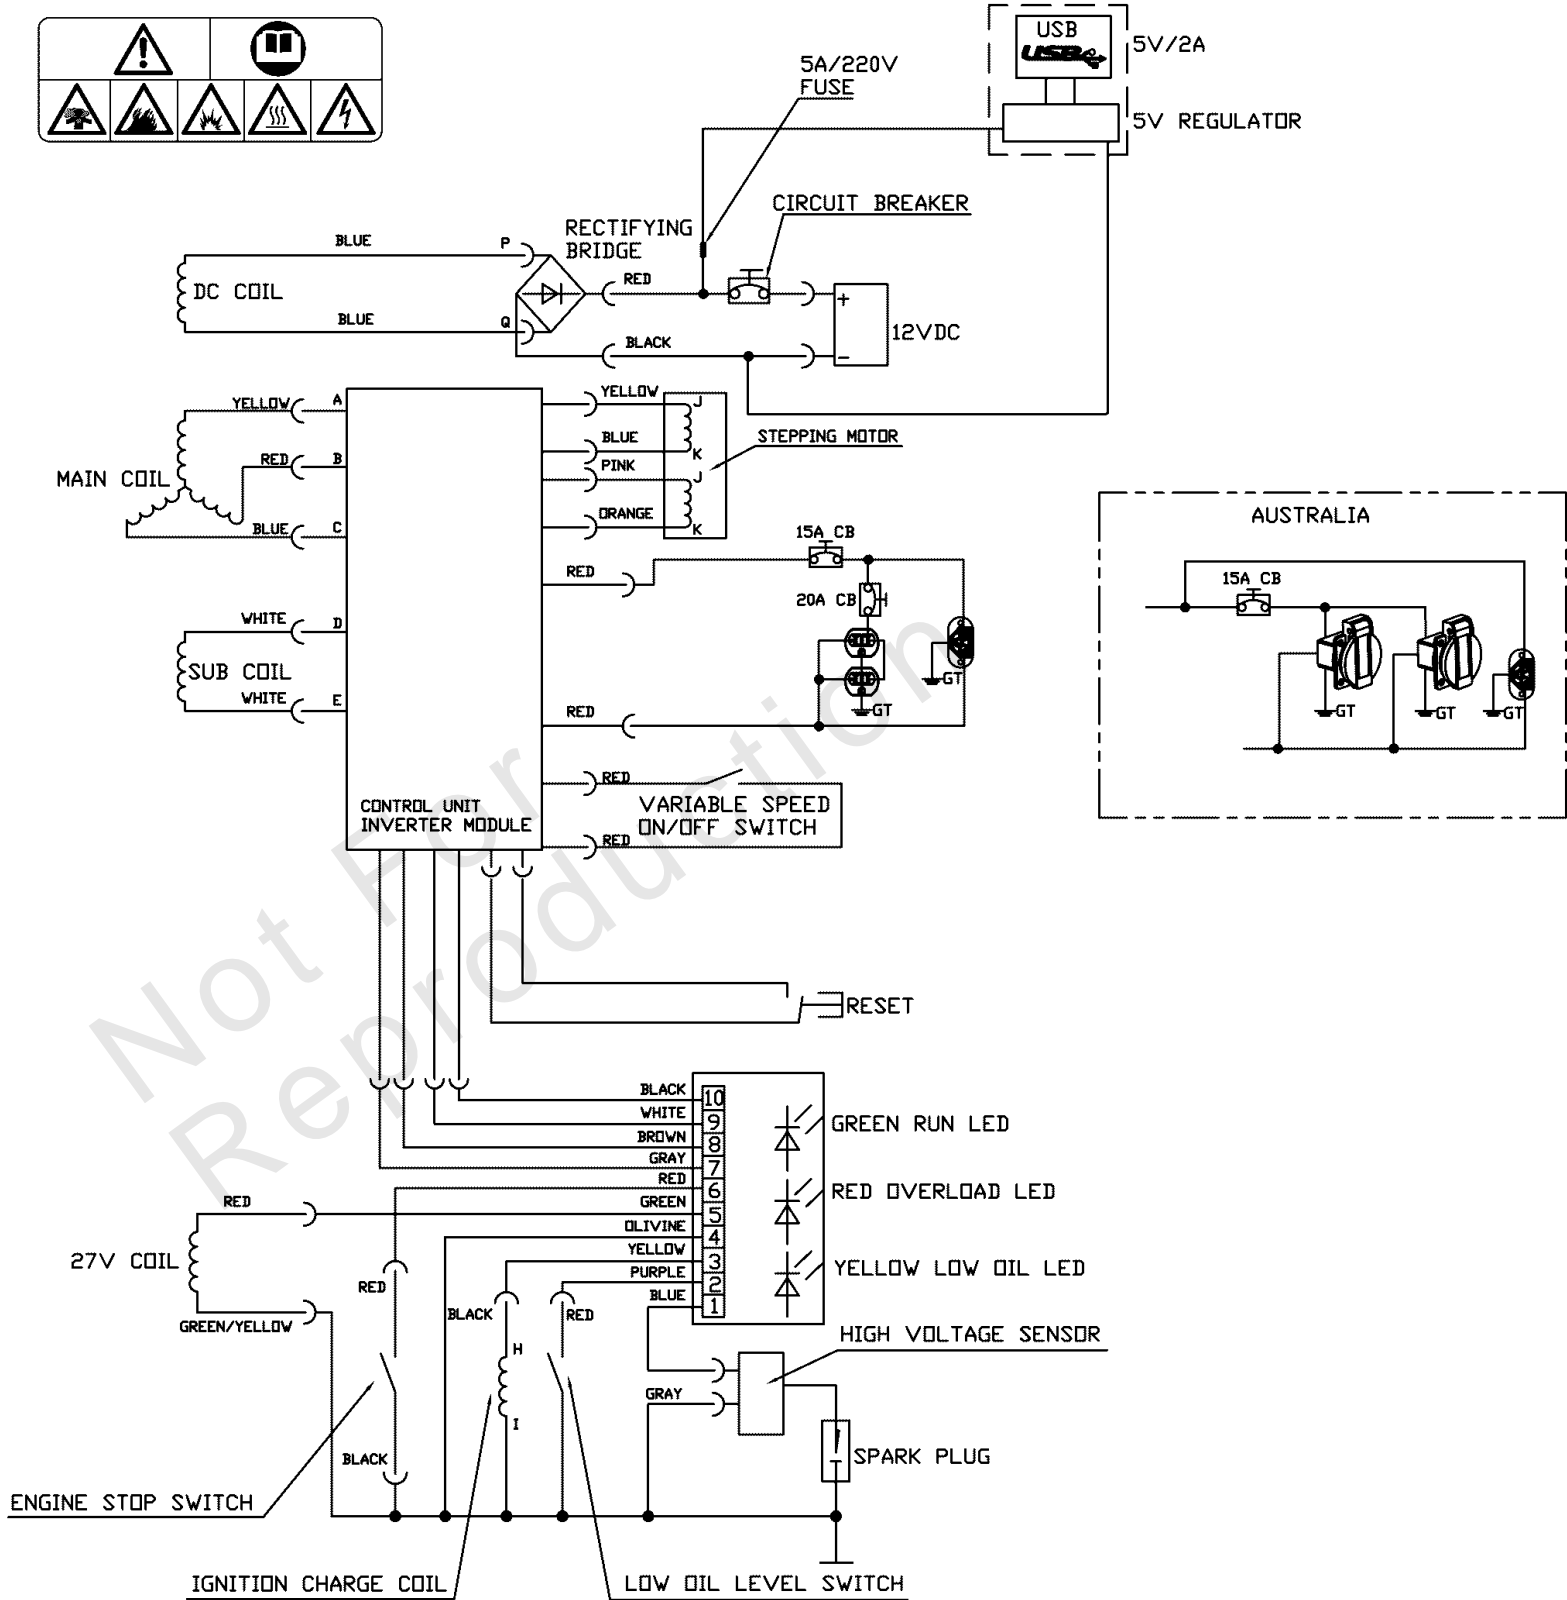 USB
USB
5V/2A
5A/220V
FUSE
5V REGULATOR
CIRCUIT BREAKER
RECTIFYING
BRIDGE
BLUE
P
DC COIL
RED
+
BLUE
Q
12VDC
BLACK
-
YELLOW
A
YELLOW
J
BLUE
K
STEPPING MOTOR
RED
B
PINK
J
MAIN COIL
ORANGE
K
BLUE
C
AUSTRALIA
15A CB
RED
15A CB
20A CB
WHITE
D
SUB COIL
GT
WHITE
E
RED
GT
GT
GT
GT
RED
CONTROL UNIT
INVERTER MODULE
VARIABLE SPEED
ON/OFF SWITCH
RED
Not For
Reproduction
RESET
BLACK
10
WHITE
9
GREEN RUN LED
BROWN
8
GRAY
7
RED
6
RED OVERLOAD LED
RED
GREEN
5
OLIVINE
4
27V COIL
YELLOW
3
YELLOW LOW OIL LED
PURPLE
2
RED
BLUE
1
BLACK
RED
GREEN/YELLOW
HIGH VOLTAGE SENSOR
H
GRAY
I
BLACK
SPARK PLUG
ENGINE STOP SWITCH
IGNITION CHARGE COIL
LOW OIL LEVEL SWITCH